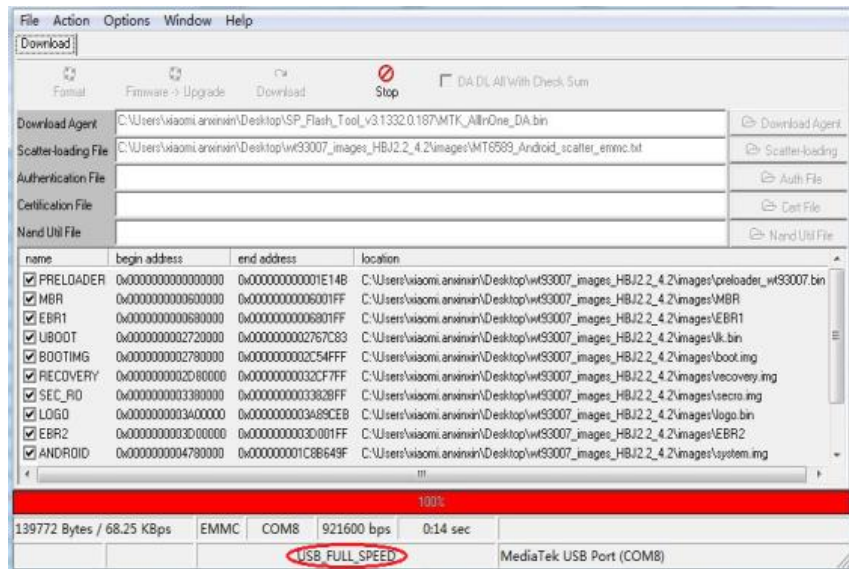 File Action Options Window Help
Download
Format Firmware -> Upgrade Download Stop DA DL All With Check Sum
Download Agent C:\Users\xiaomi.anxinxin\Desktop\SP_Flash_Tool_v3.1332.0.187\MTK_AllInOne_DA.bin Download Agent
Scatter-loading File C:\Users\xiaomi.anxinxin\Desktop\wt93007_images_HBJ2.2_4.2\images\MT6589_Android_scatter_emmc.txt Scatter-loading
Authentication File Auth File
Certification File Cert File
Nand Util File Nand Util File
name begin address end address location
PRELOADER 0x0000000000000000 0x000000000001E14B C:\Users\xiaomi.anxinxin\Desktop\wt93007_images_HBJ2.2_4.2\images\preloader_wt93007.bin
MBR 0x0000000000600000 0x00000000006001FF C:\Users\xiaomi.anxinxin\Desktop\wt93007_images_HBJ2.2_4.2\images\MBR
EBR1 0x0000000000680000 0x00000000006801FF C:\Users\xiaomi.anxinxin\Desktop\wt93007_images_HBJ2.2_4.2\images\EBR1
UBOOT 0x0000000002720000 0x0000000002767C83 C:\Users\xiaomi.anxinxin\Desktop\wt93007_images_HBJ2.2_4.2\images\lk.bin
BOOTIMG 0x0000000002780000 0x0000000002C54FFF C:\Users\xiaomi.anxinxin\Desktop\wt93007_images_HBJ2.2_4.2\images\boot.img
RECOVERY 0x0000000002D80000 0x00000000032CF7FF C:\Users\xiaomi.anxinxin\Desktop\wt93007_images_HBJ2.2_4.2\images\recovery.img
SEC_RO 0x0000000003380000 0x0000000003382BFF C:\Users\xiaomi.anxinxin\Desktop\wt93007_images_HBJ2.2_4.2\images\secro.img
LOGO 0x0000000003A00000 0x0000000003A89CEB C:\Users\xiaomi.anxinxin\Desktop\wt93007_images_HBJ2.2_4.2\images\logo.bin
EBR2 0x0000000003D00000 0x0000000003D001FF C:\Users\xiaomi.anxinxin\Desktop\wt93007_images_HBJ2.2_4.2\images\EBR2
ANDROID 0x0000000004780000 0x000000001C8B649F C:\Users\xiaomi.anxinxin\Desktop\wt93007_images_HBJ2.2_4.2\images\system.img
100%
139772 Bytes / 68.25 KBps EMMC COM8 921600 bps 0:14 sec
USB_FULL_SPEED MediaTek USB Port (COM8)